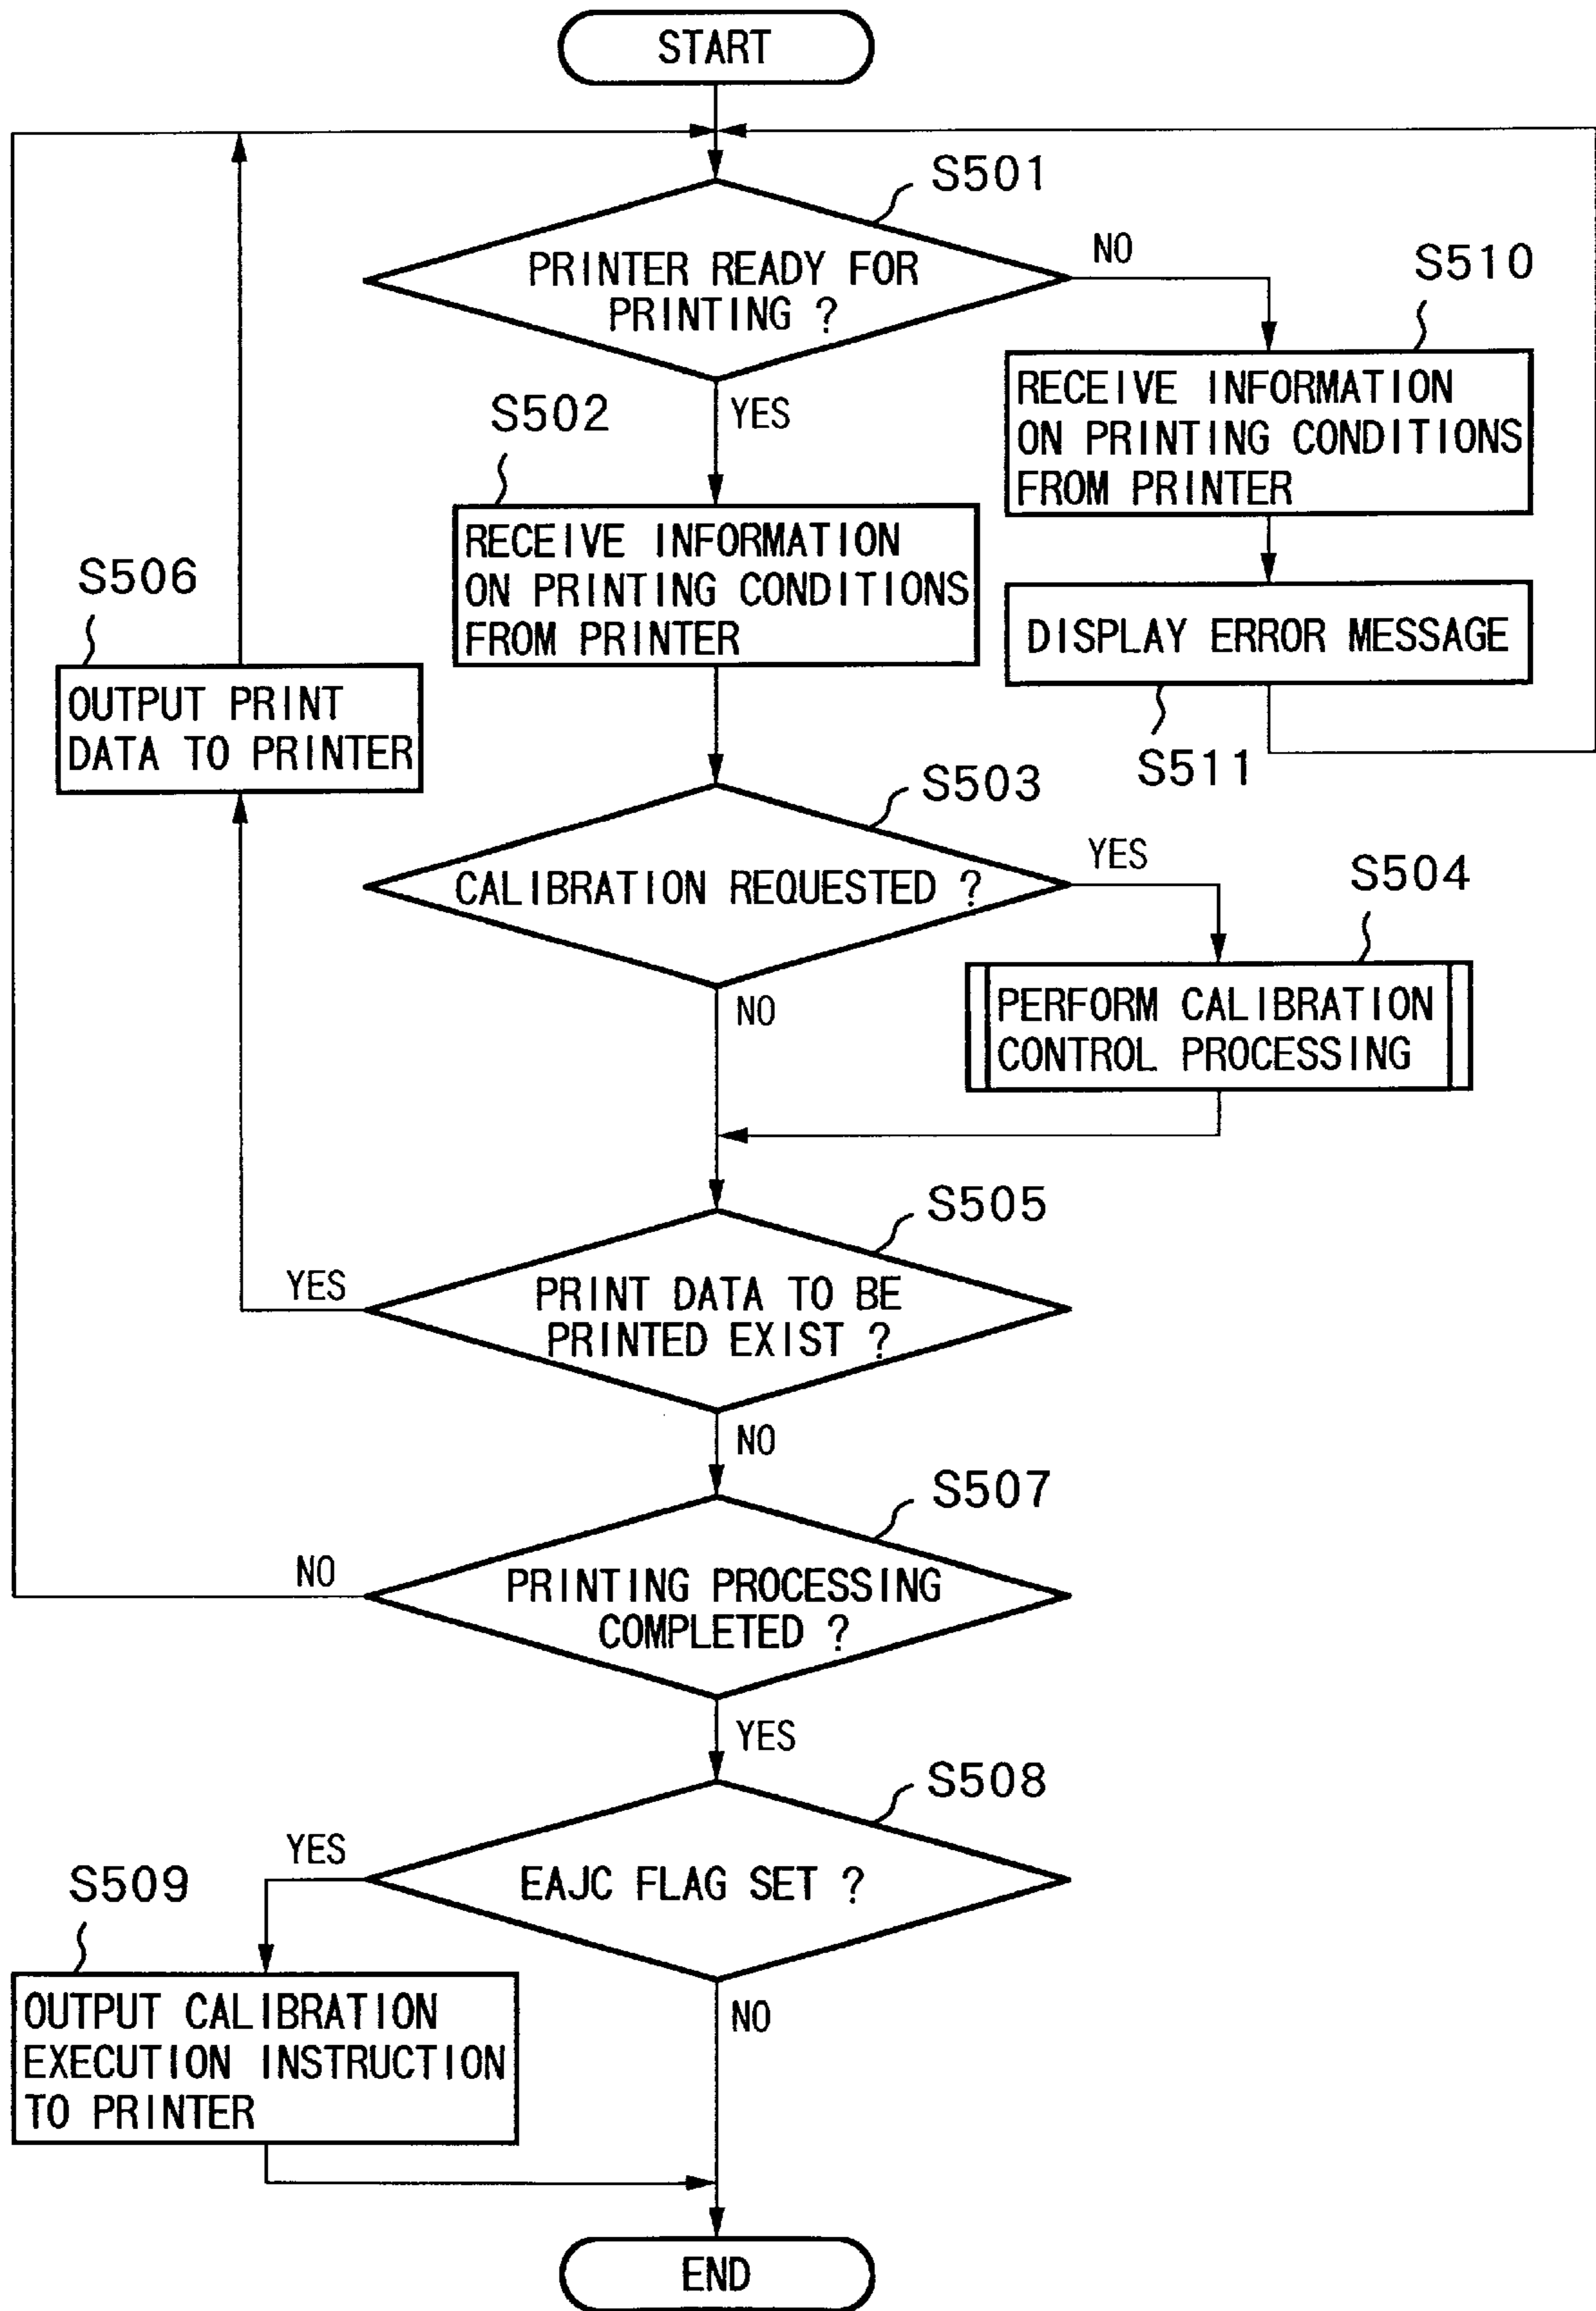 START
S501
PRINTER READY FOR
PRINTING ?
NO
S510
RECEIVE INFORMATION
ON PRINTING CONDITIONS
FROM PRINTER
YES
S502
RECEIVE INFORMATION
ON PRINTING CONDITIONS
FROM PRINTER
S506
OUTPUT PRINT
DATA TO PRINTER
DISPLAY ERROR MESSAGE
S511
S503
CALIBRATION REQUESTED ?
YES
S504
PERFORM CALIBRATION
CONTROL PROCESSING
NO
S505
YES
PRINT DATA TO BE
PRINTED EXIST ?
NO
S507
NO
PRINTING PROCESSING
COMPLETED ?
YES
S508
YES
EAJC FLAG SET ?
S509
OUTPUT CALIBRATION
EXECUTION INSTRUCTION
TO PRINTER
NO
END